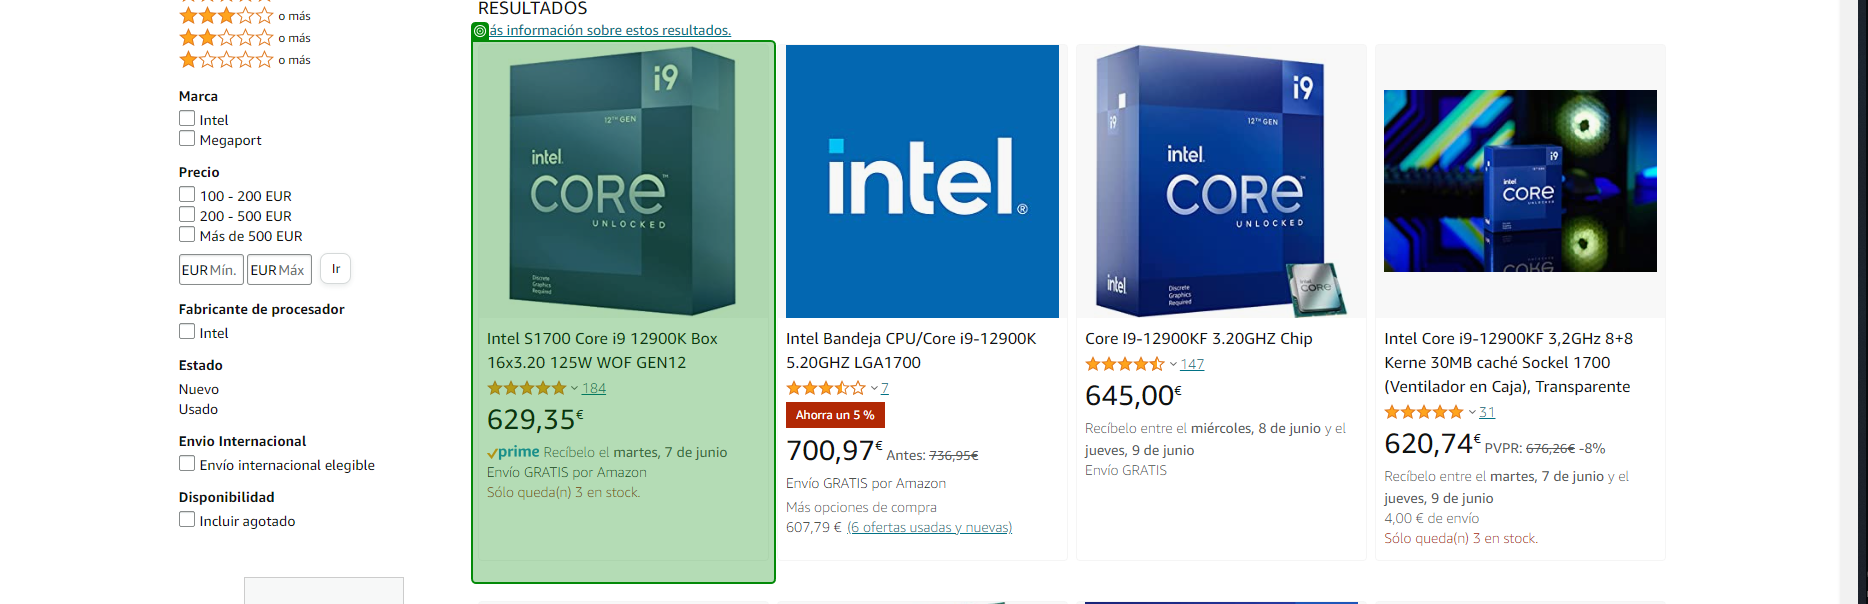 o más
o más
o más
Marca
Intel
Megaport
Precio
100 - 200 EUR
200 - 500 EUR
Más de 500 EUR
EUR Mín.
EUR Máx
Ir
Fabricante de procesador
Intel
Estado
Nuevo
Usado
Envio Internacional
Envío internacional elegible
Disponibilidad
Incluir agotado
RESULTADOS
ás información sobre estos resultados.
i9
12TH GEN
intel.
CORE™
UNLOCKED
Discrete
Graphics
Required
Intel S1700 Core i9 12900K Box
16x3.20 125W WOF GEN12
184
629,35€
prime Recíbelo el martes, 7 de junio
Envío GRATIS por Amazon
Sólo queda(n) 3 en stock.
intel®
Intel Bandeja CPU/Core i9-12900K
5.20GHZ LGA1700
7
Ahorra un 5 %
700,97€ Antes: 736,95€
Envío GRATIS por Amazon
Más opciones de compra
607,79 € (6 ofertas usadas y nuevas)
i9
i9
12TH GEN
intel.
CORE™
UNLOCKED
intel.
Discrete
Graphics
Required
intel
CORE
Core I9-12900KF 3.20GHZ Chip
147
645,00€
Recíbelo entre el miércoles, 8 de junio y el
jueves, 9 de junio
Envío GRATIS
i9
intel
CORE
CORE
Intel Core i9-12900KF 3,2GHz 8+8
Kerne 30MB caché Sockel 1700
(Ventilador en Caja), Transparente
31
620,74€ PVPR: 676,26€ -8%
Recíbelo entre el martes, 7 de junio y el
jueves, 9 de junio
4,00 € de envío
Sólo queda(n) 3 en stock.